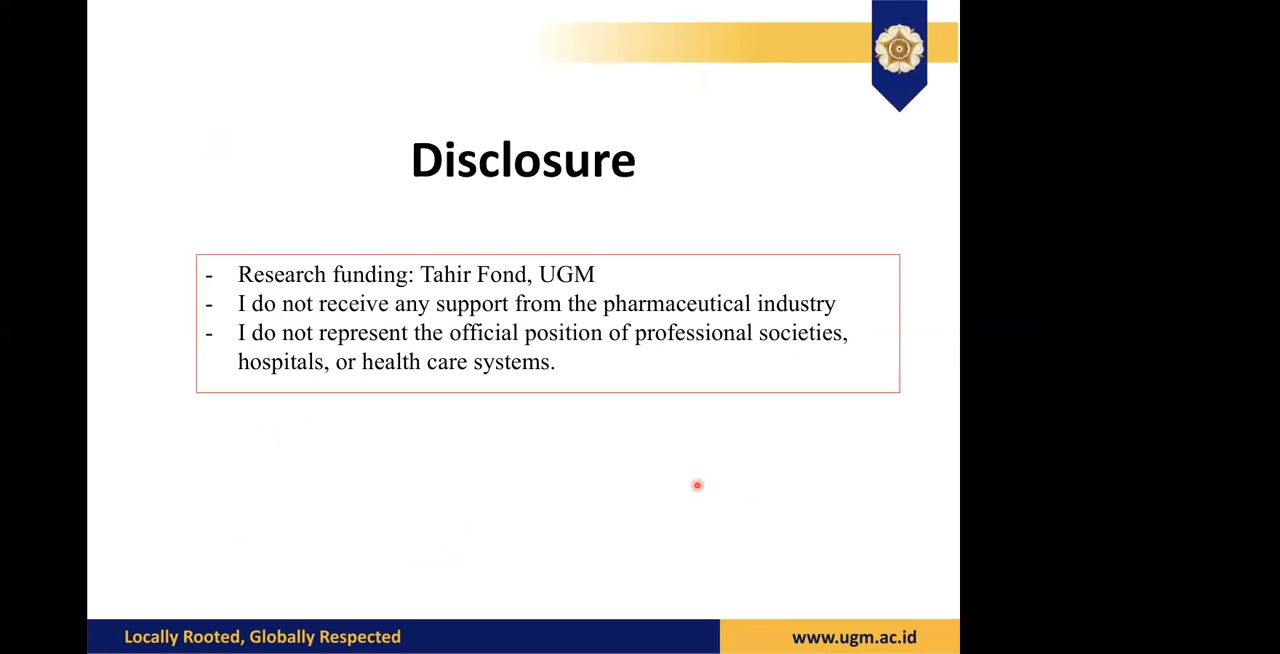 Disclosure
- Research funding: Tahir Fond, UGM
- I do not receive any support from the pharmaceutical industry
- I do not represent the official position of professional societies,
hospitals, or health care systems.
Locally Rooted, Globally Respected
www.ugm.ac.id